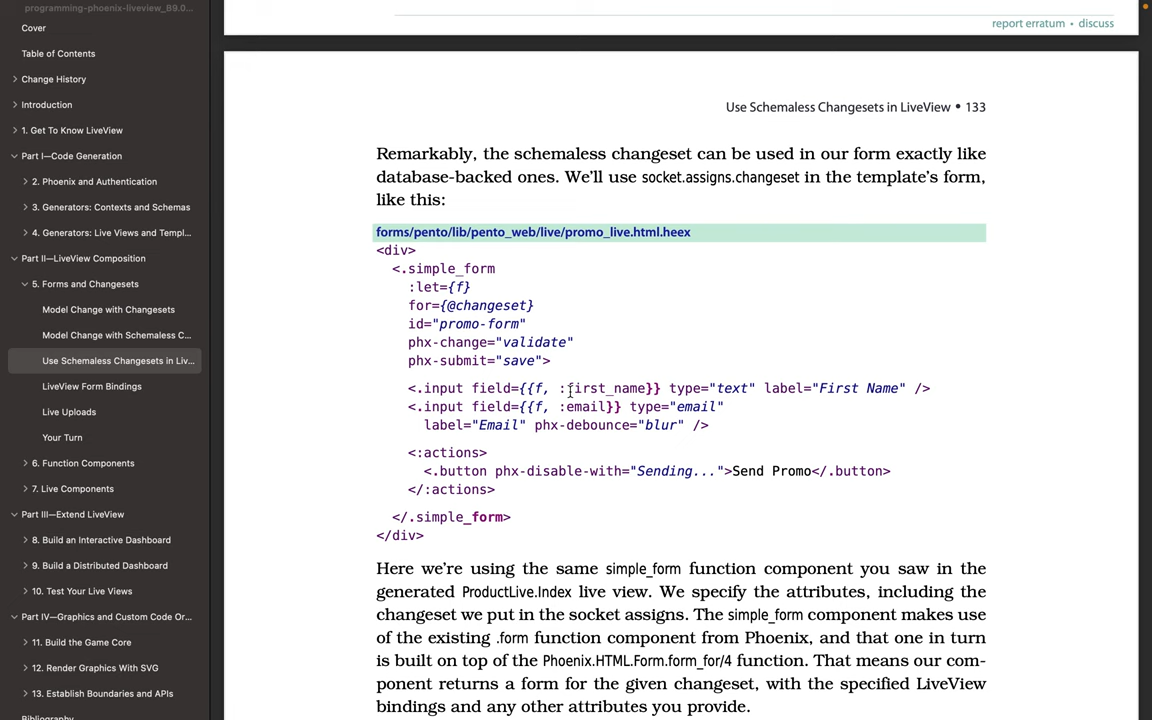 programming-phoenix-liveview_B9.0...
Cover
Table of Contents
Change History
Introduction
1. Get To Know LiveView
Part I—Code Generation
2. Phoenix and Authentication
3. Generators: Contexts and Schemas
4. Generators: Live Views and Templ...
Part II—LiveView Composition
5. Forms and Changesets
Model Change with Changesets
Model Change with Schemaless C...
Use Schemaless Changesets in Liv...
LiveView Form Bindings
Live Uploads
Your Turn
6. Function Components
7. Live Components
Part III—Extend LiveView
8. Build an Interactive Dashboard
9. Build a Distributed Dashboard
10. Test Your Live Views
Part IV—Graphics and Custom Code Or...
11. Build the Game Core
12. Render Graphics With SVG
13. Establish Boundaries and APIs
Bibliography
report erratum • discuss
Use Schemaless Changesets in LiveView • 133
Remarkably, the schemaless changeset can be used in our form exactly like
database-backed ones. We'll use socket.assigns.changeset in the template's form,
like this:
forms/pento/lib/pento_web/live/promo_live.html.heex
<div>
<.simple_form
:let={f}
for={@changeset}
id="promo-form"
phx-change="validate"
phx-submit="save">
<.input field={{f, :first_name}} type="text" label="First Name" />
<.input field={{f, :email}} type="email"
label="Email" phx-debounce="blur" />
<:actions>
<.button phx-disable-with="Sending...">Send Promo</.button>
</:actions>
</.simple_form>
</div>
Here we're using the same simple_form function component you saw in the
generated ProductLive.Index live view. We specify the attributes, including the
changeset we put in the socket assigns. The simple_form component makes use
of the existing .form function component from Phoenix, and that one in turn
is built on top of the Phoenix.HTML.Form.form_for/4 function. That means our com-
ponent returns a form for the given changeset, with the specified LiveView
bindings and any other attributes you provide.